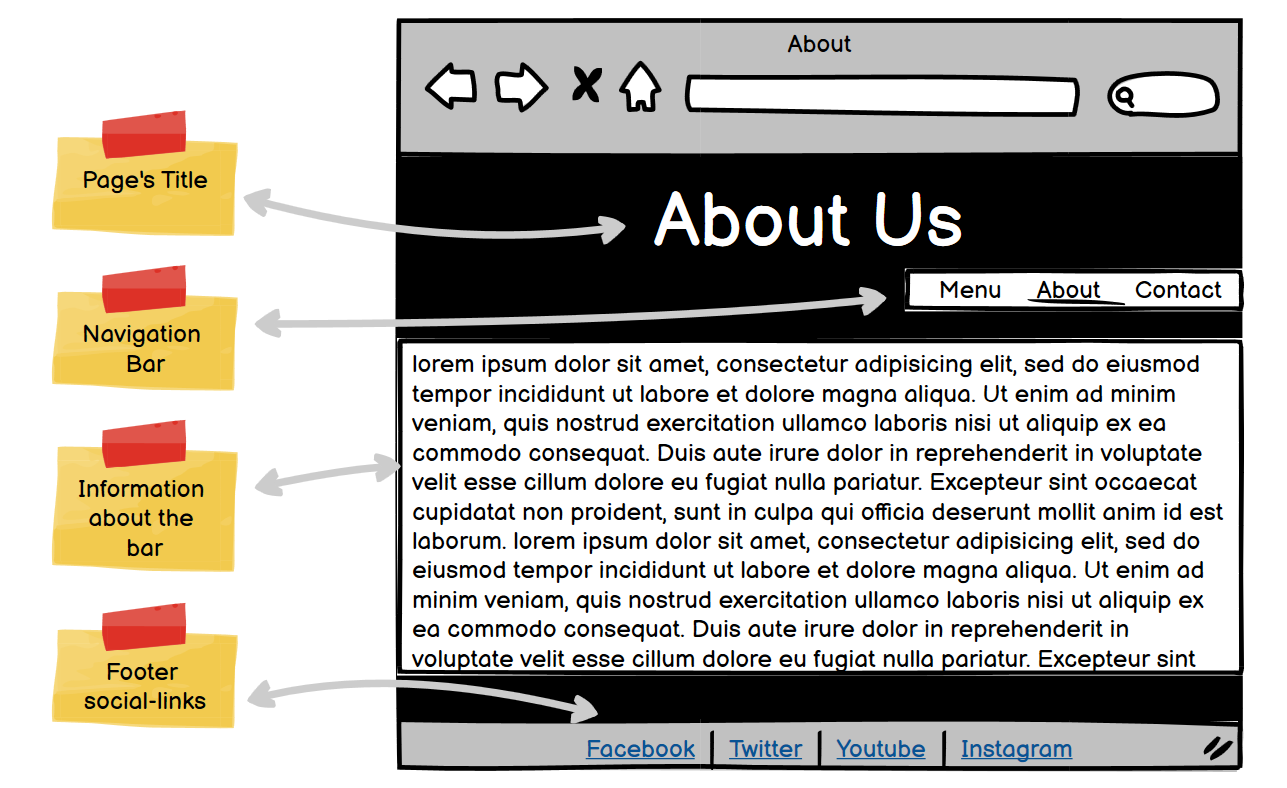 About
Page's Title
About Us
Navigation
Bar
Menu About Contact
Information
about the
bar
lorem ipsum dolor sit amet, consectetur adipisicing elit, sed do eiusmod
tempor incididunt ut labore et dolore magna aliqua. Ut enim ad minim
veniam, quis nostrud exercitation ullamco laboris nisi ut aliquip ex ea
commodo consequat. Duis aute irure dolor in reprehenderit in voluptate
velit esse cillum dolore eu fugiat nulla pariatur. Excepteur sint occaecat
cupidatat non proident, sunt in culpa qui officia deserunt mollit anim id est
laborum. lorem ipsum dolor sit amet, consectetur adipisicing elit, sed do
eiusmod tempor incididunt ut labore et dolore magna aliqua. Ut enim ad
minim veniam, quis nostrud exercitation ullamco laboris nisi ut aliquip ex
ea commodo consequat. Duis aute irure dolor in reprehenderit in
voluptate velit esse cillum dolore eu fugiat nulla pariatur. Excepteur sint
Footer
social-links
Facebook Twitter Youtube Instagram